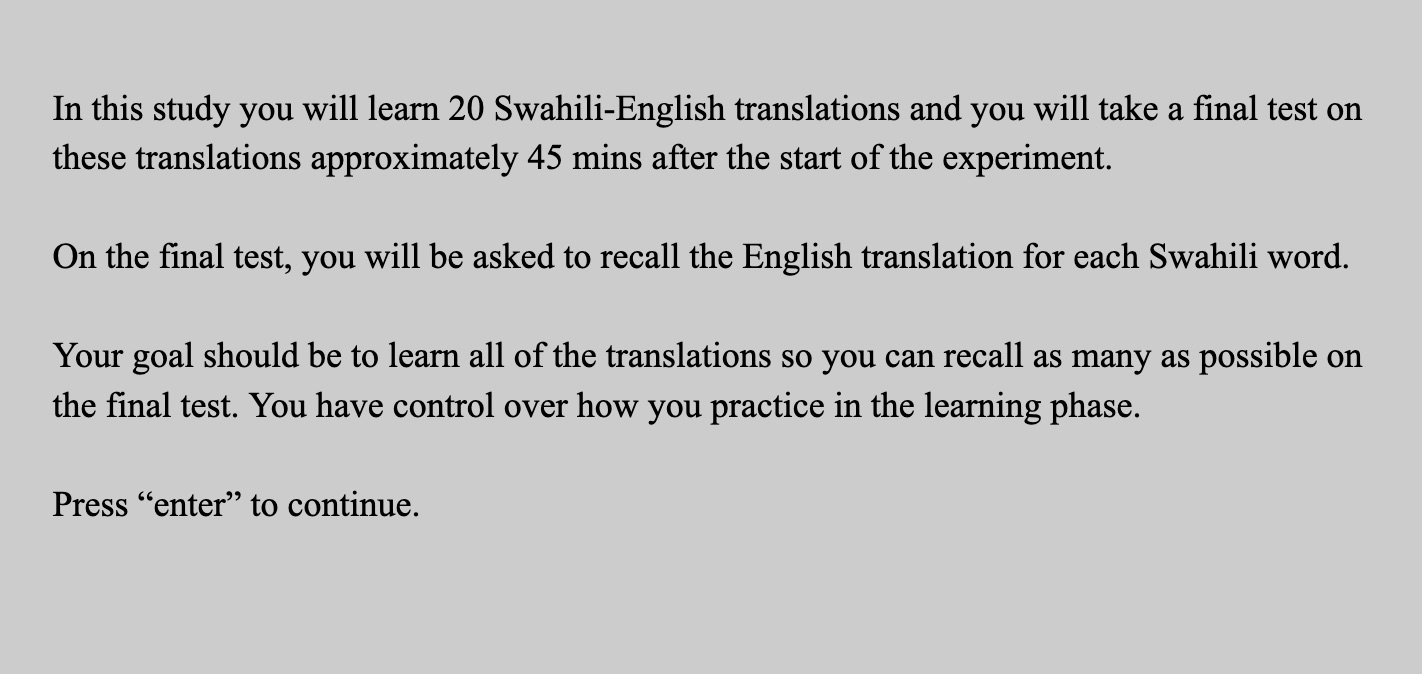 In this study you will learn 20 Swahili-English translations and you will take a final test on
these translations approximately 45 mins after the start of the experiment.
On the final test, you will be asked to recall the English translation for each Swahili word.
Your goal should be to learn all of the translations so you can recall as many as possible on
the final test. You have control over how you practice in the learning phase.
Press “enter” to continue.